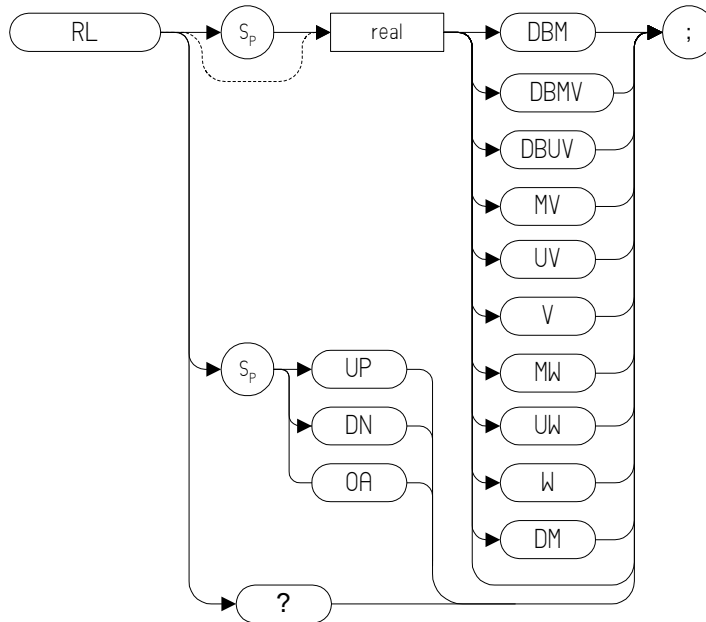 RL Sp real DBM ;
DBMV
DBUV
MV
UV
V
Sp UP MW
DN UW
OA W
DM
?